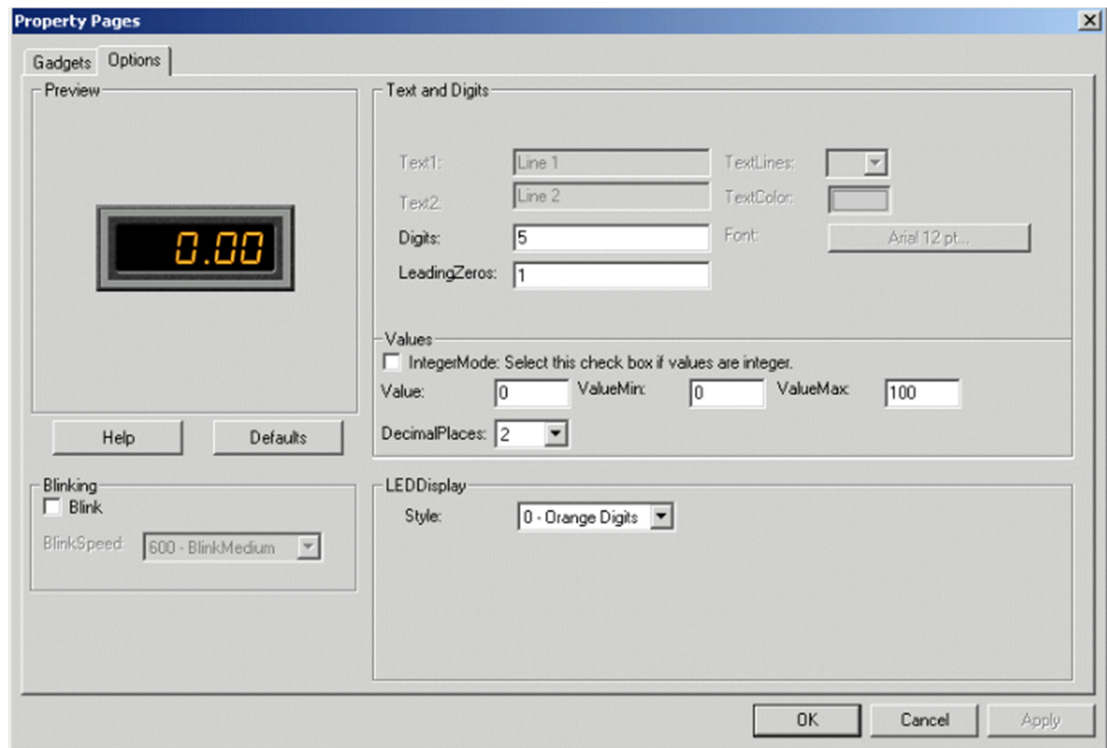 Property Pages
Gadgets Options
Preview
0.00
Help Defaults
Blinking
Blink
BlinkSpeed: 600 - BlinkMedium
Text and Digits
Text1: Line 1 TextLines:
Text2: Line 2 TextColor:
Digits: 5 Font: Arial 12 pt...
LeadingZeros: 1
Values
IntegerMode: Select this check box if values are integer.
Value: 0 ValueMin: 0 ValueMax: 100
DecimalPlaces: 2
LEDDisplay
Style: 0 - Orange Digits
OK Cancel Apply